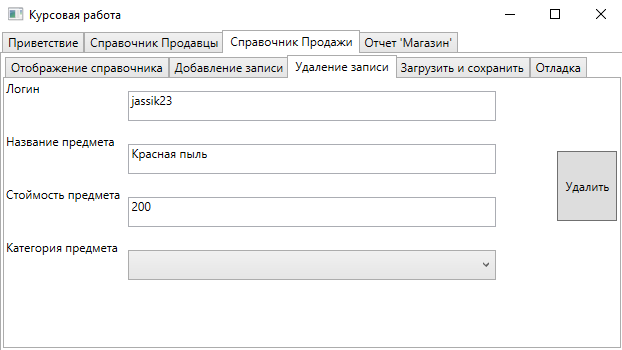 Курсовая работа
Приветствие Справочник Продавцы Справочник Продажи Отчет 'Магазин'
Отображение справочника Добавление записи Удаление записи Загрузить и сохранить Отладка
Логин
jassik23
Название предмета
Красная пыль
Удалить
Стоймость предмета
200
Категория предмета